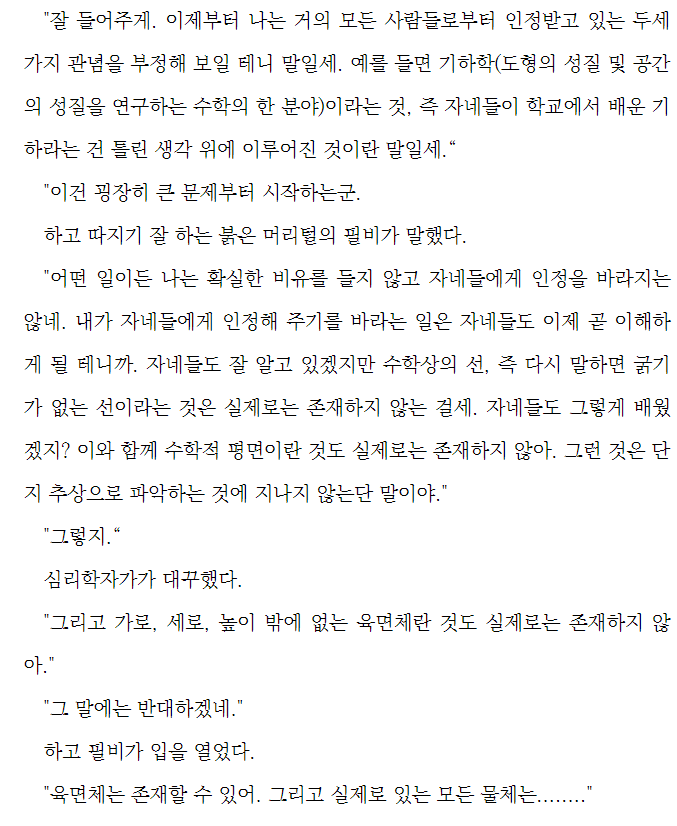 "잘 들어주게. 이제부터 나는 거의 모든 사람들로부터 인정받고 있는 두세
가지 관념을 부정해 보일 테니 말일세. 예를 들면 기하학(도형의 성질 및 공간
의 성질을 연구하는 수학의 한 분야)이라는 것, 즉 자네들이 학교에서 배운 기
하라는 건 틀린 생각 위에 이루어진 것이란 말일세.“
"이건 굉장히 큰 문제부터 시작하는군.
하고 따지기 잘 하는 붉은 머리털의 필비가 말했다.
"어떤 일이든 나는 확실한 비유를 들지 않고 자네들에게 인정을 바라지는
않네. 내가 자네들에게 인정해 주기를 바라는 일은 자네들도 이제 곧 이해하
게 될 테니까. 자네들도 잘 알고 있겠지만 수학상의 선, 즉 다시 말하면 굵기
가 없는 선이라는 것은 실제로는 존재하지 않는 걸세. 자네들도 그렇게 배웠
겠지? 이와 함께 수학적 평면이란 것도 실제로는 존재하지 않아. 그런 것은 단
지 추상으로 파악하는 것에 지나지 않는단 말이야."
"그렇지.“
심리학자가가 대꾸했다.
"그리고 가로, 세로, 높이 밖에 없는 육면체란 것도 실제로는 존재하지 않
아."
"그 말에는 반대하겠네."
하고 필비가 입을 열었다.
"육면체는 존재할 수 있어. 그리고 실제로 있는 모든 물체는........"